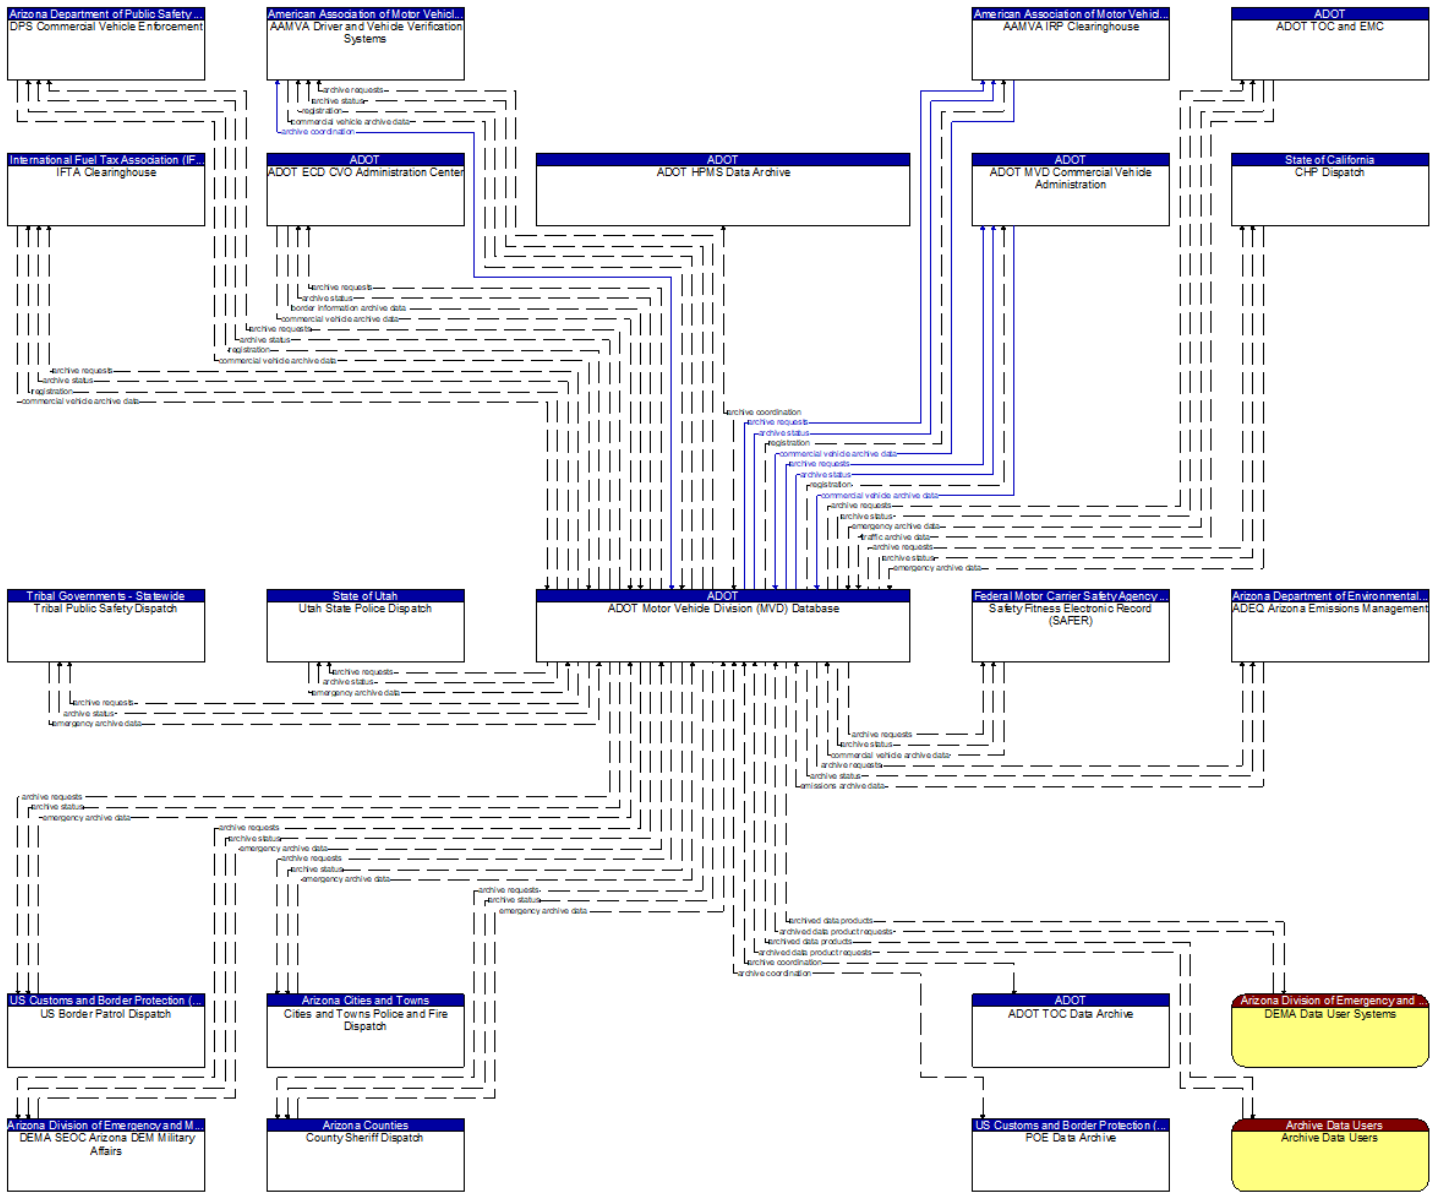 Arizona Department of Public Safety ...
DPS Commercial Vehicle Enforcement
American Association of Motor Vehicl...
AAMVA Driver and Vehicle Verification
Systems
American Association of Motor Vehicl...
AAMVA IRP Clearinghouse
ADOT
ADOT TOC and EMC
archive requests
archive status
registration
commercial vehicle archive data
archive coordination
International Fuel Tax Association (IF...
IFTA Clearinghouse
ADOT
ADOT ECD CVO Administration Center
ADOT
ADOT HPMS Data Archive
ADOT
ADOT MVD Commercial Vehicle
Administration
State of California
CHP Dispatch
archive requests
archive status
border information archive data
commercial vehicle archive data
archive requests
archive status
registration
commercial vehicle archive data
archive requests
archive status
registration
commercial vehicle archive data
archive coordination
archive requests
archive status
registration
commercial vehicle archive data
archive requests
archive status
registration
commercial vehicle archive data
archive requests
archive status
emergency archive data
traffic archive data
archive requests
archive status
emergency archive data
Tribal Governments - Statewide
Tribal Public Safety Dispatch
State of Utah
Utah State Police Dispatch
ADOT
ADOT Motor Vehicle Division (MVD) Database
Federal Motor Carrier Safety Agency ...
Safety Fitness Electronic Record
(SAFER)
Arizona Department of Environmental...
ADEQ Arizona Emissions Management
archive requests
archive status
emergency archive data
archive requests
archive status
emergency archive data
archive requests
archive status
commercial vehicle archive data
archive requests
archive status
emissions archive data
archive requests
archive status
emergency archive data
archive requests
archive status
emergency archive data
archive requests
archive status
emergency archive data
archive requests
archive status
emergency archive data
archived data products
archived data product requests
archived data products
archived data product requests
archive coordination
archive coordination
US Customs and Border Protection (...
US Border Patrol Dispatch
Arizona Cities and Towns
Cities and Towns Police and Fire
Dispatch
ADOT
ADOT TOC Data Archive
Arizona Division of Emergency and ...
DEMA Data User Systems
Arizona Division of Emergency and M...
DEMA SEOC Arizona DEM Military
Affairs
Arizona Counties
County Sheriff Dispatch
US Customs and Border Protection (...
POE Data Archive
Archive Data Users
Archive Data Users